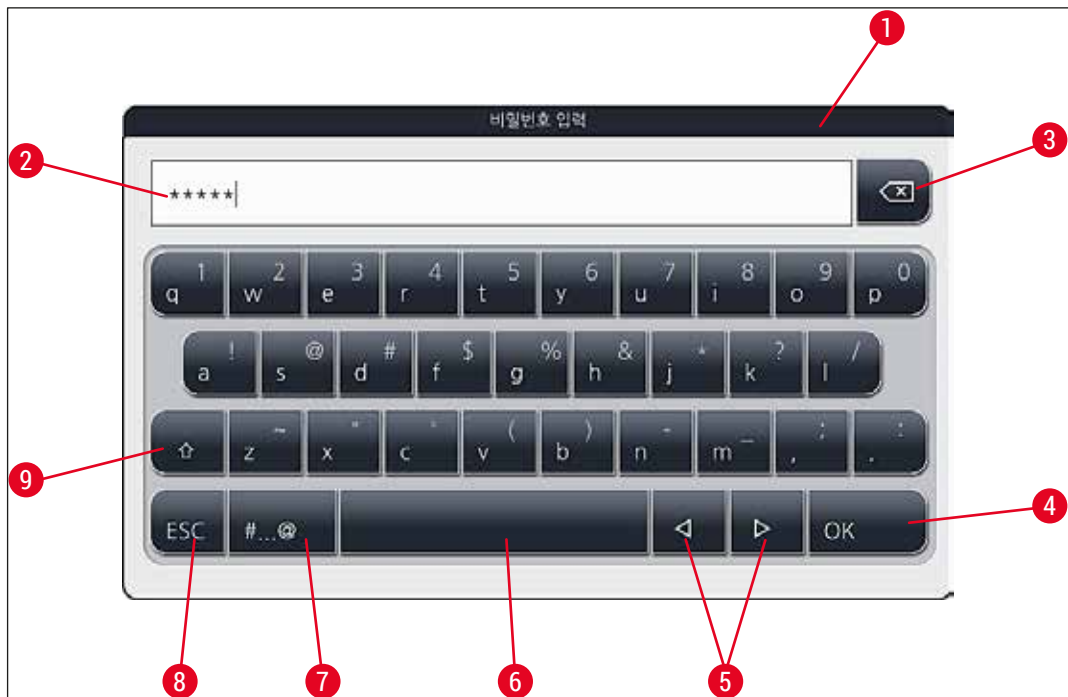 1
비밀번호 입력
2
*****
3
1 2 3 4 5 6 7 8 9 0
q w e r t y u i o p
! @ # $ % & * ? /
a s d f g h j k l
~ " ' ( ) - _ ; :
z x c v b n m , .
9
ESC #...@ OK
4
8 7 6 5